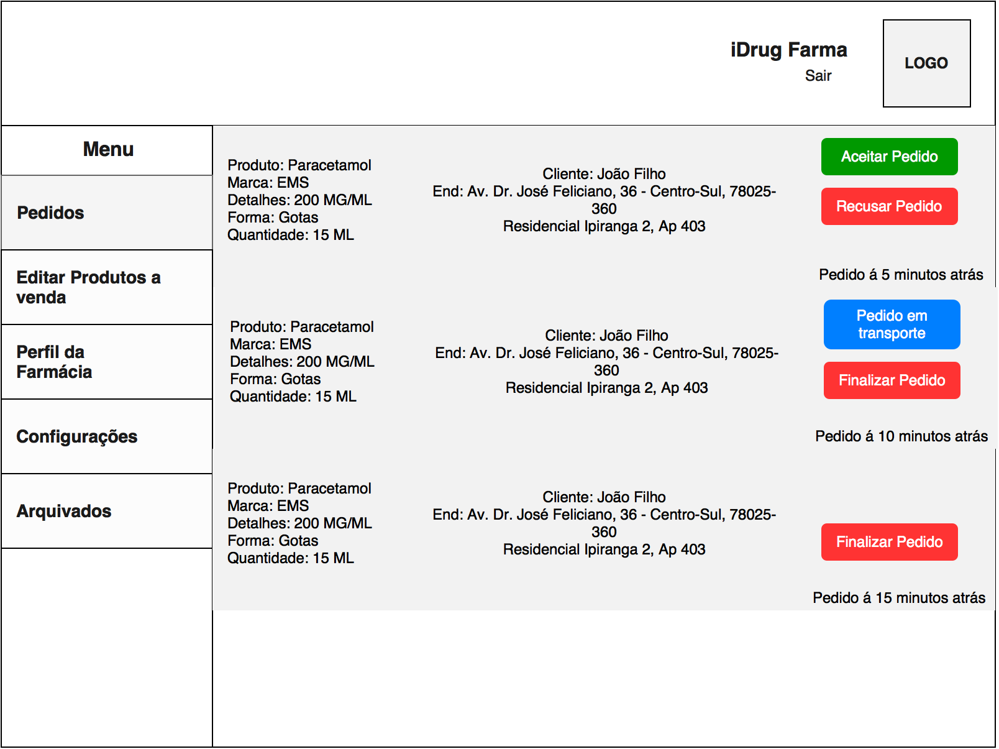 iDrug Farma
Sair
LOGO
Menu
Pedidos
Editar Produtos a
venda
Perfil da
Farmácia
Configurações
Arquivados
Produto: Paracetamol
Marca: EMS
Detalhes: 200 MG/ML
Forma: Gotas
Quantidade: 15 ML
Cliente: João Filho
End: Av. Dr. José Feliciano, 36 - Centro-Sul, 78025-
360
Residencial Ipiranga 2, Ap 403
Aceitar Pedido
Recusar Pedido
Pedido á 5 minutos atrás
Produto: Paracetamol
Marca: EMS
Detalhes: 200 MG/ML
Forma: Gotas
Quantidade: 15 ML
Cliente: João Filho
End: Av. Dr. José Feliciano, 36 - Centro-Sul, 78025-
360
Residencial Ipiranga 2, Ap 403
Pedido em
transporte
Finalizar Pedido
Pedido á 10 minutos atrás
Produto: Paracetamol
Marca: EMS
Detalhes: 200 MG/ML
Forma: Gotas
Quantidade: 15 ML
Cliente: João Filho
End: Av. Dr. José Feliciano, 36 - Centro-Sul, 78025-
360
Residencial Ipiranga 2, Ap 403
Finalizar Pedido
Pedido á 15 minutos atrás